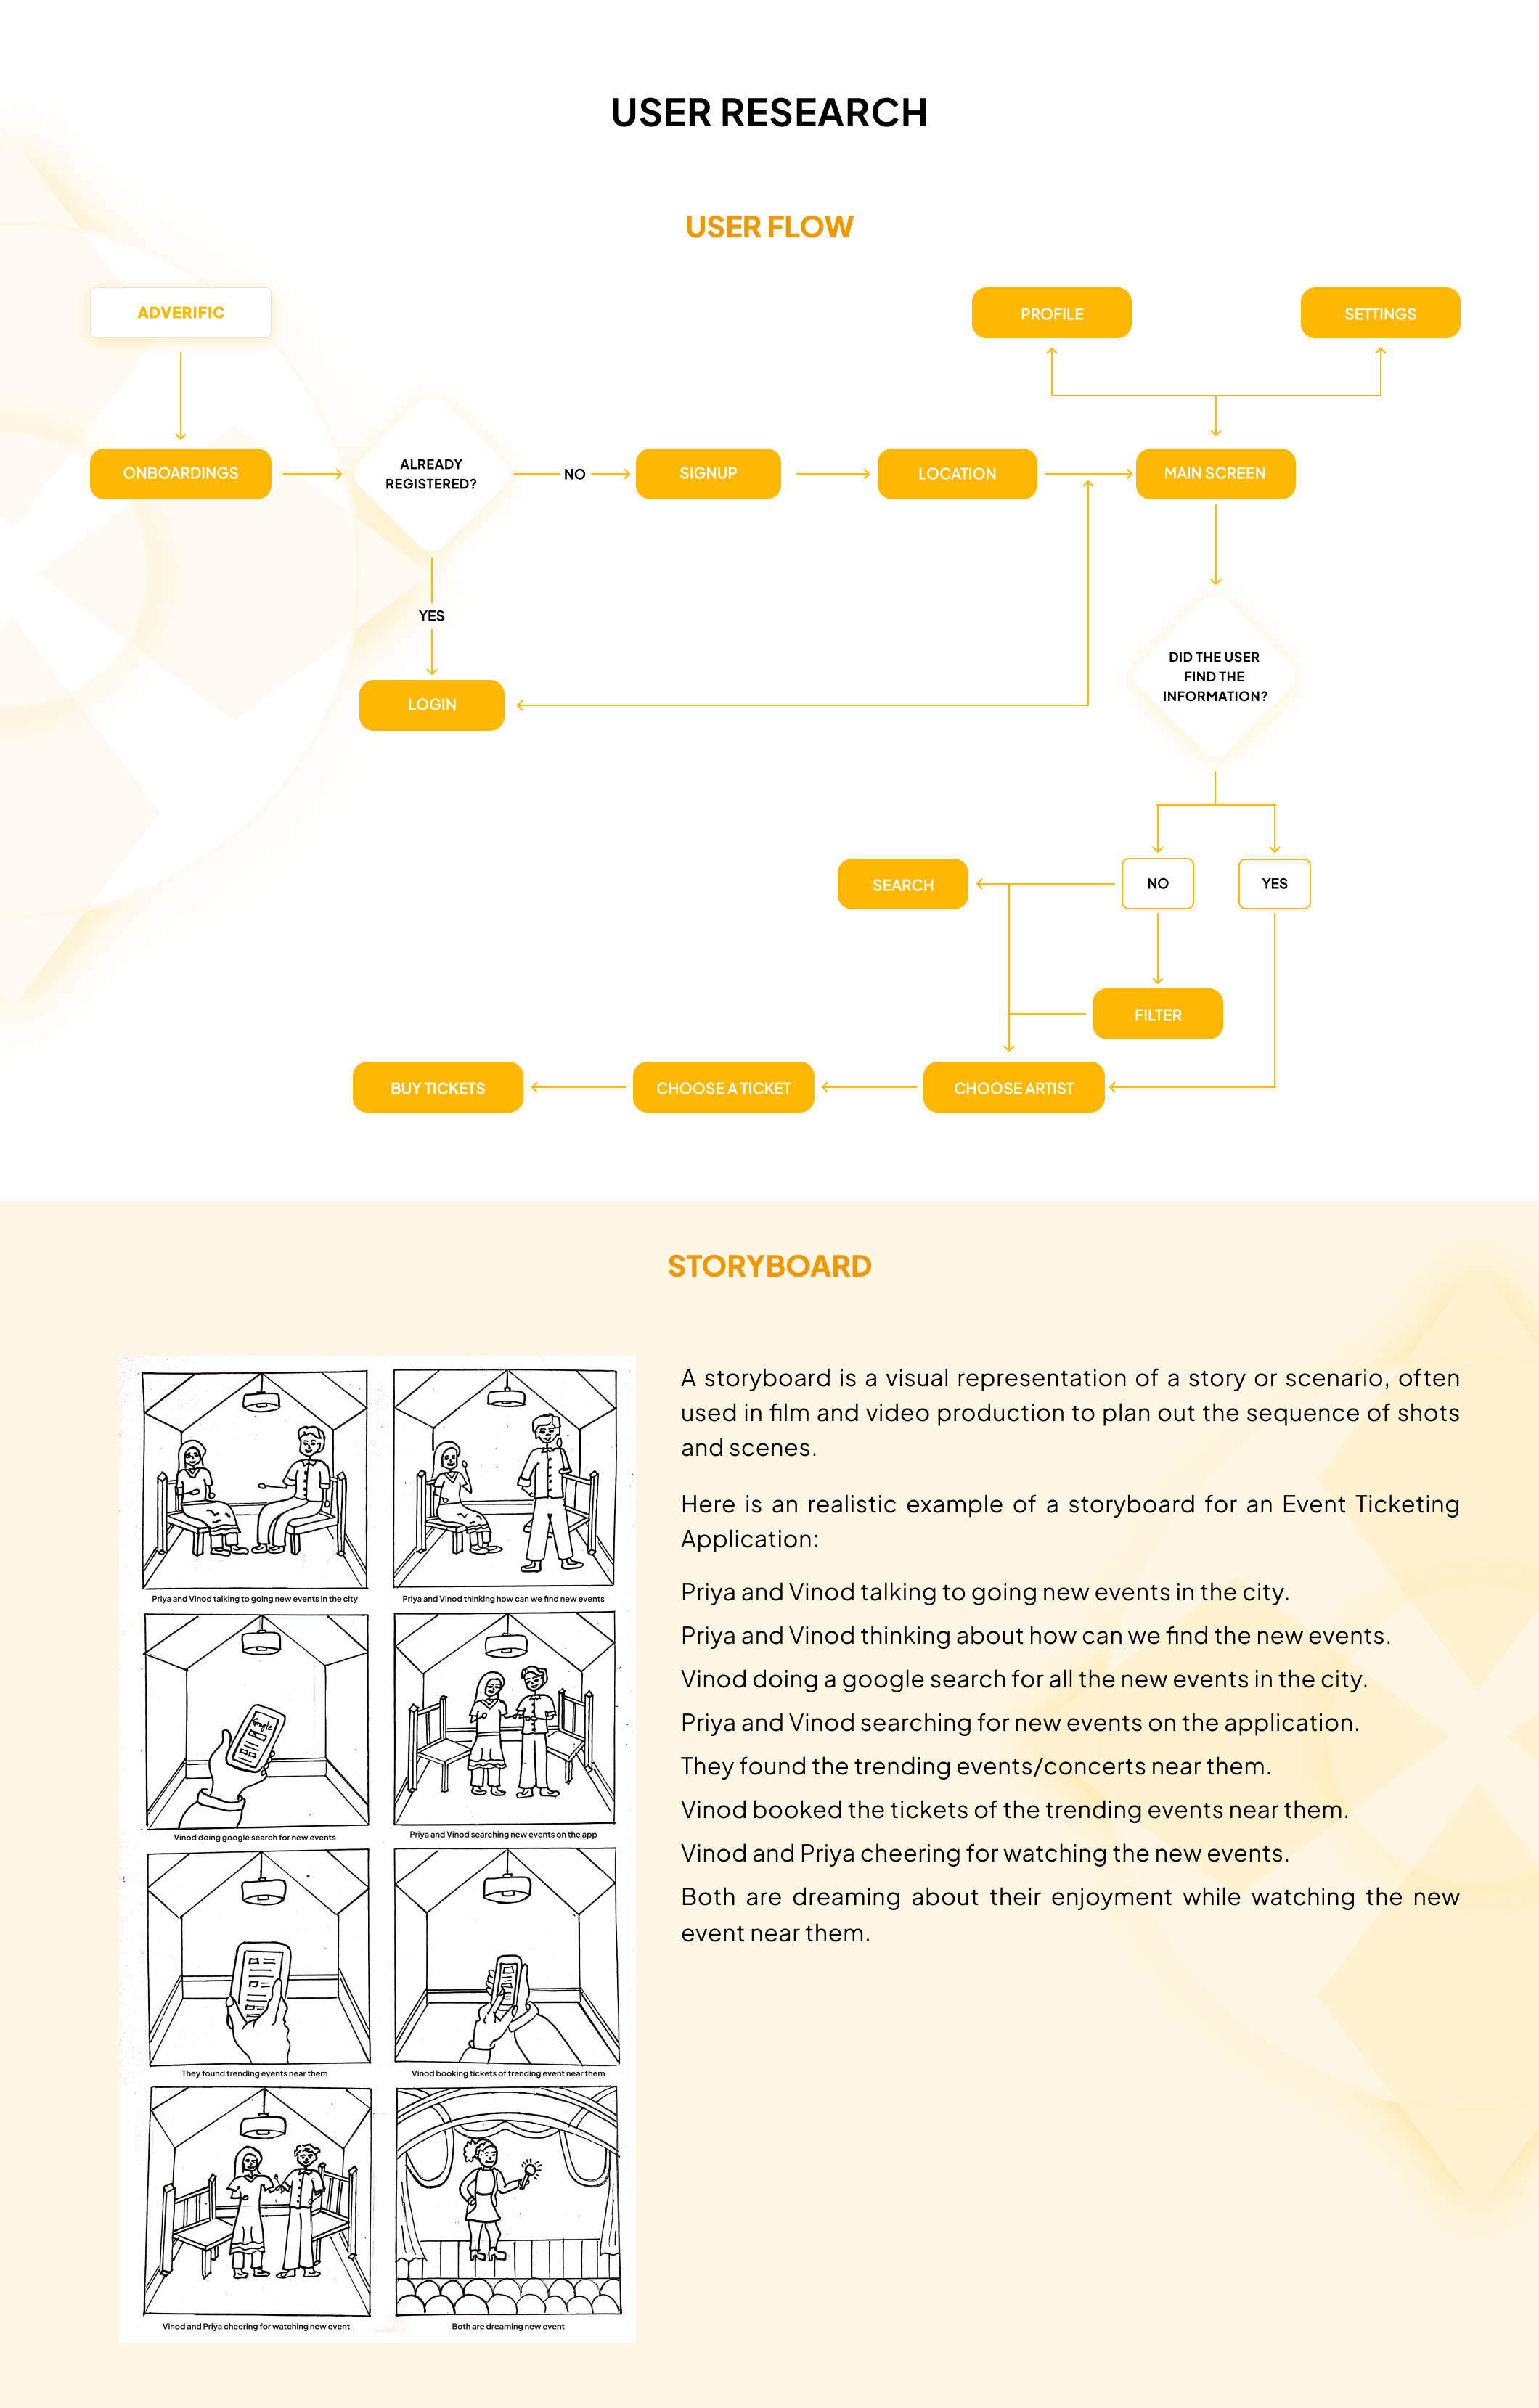 USER RESEARCH
USER FLOW
ADVERIFIC
PROFILE
SETTINGS
ONBOARDINGS
ALREADY
REGISTERED?
NO
SIGNUP
LOCATION
MAIN SCREEN
YES
LOGIN
DID THE USER
FIND THE
INFORMATION?
SEARCH
NO
YES
FILTER
BUY TICKETS
CHOOSE A TICKET
CHOOSE ARTIST
STORYBOARD
Priya and Vinod talking to going new events in the city
Priya and Vinod thinking how can we find new events
Google
Vinod doing google search for new events
Priya and Vinod searching new events on the app
They found trending events near them
Vinod booking tickets of trending event near them
Vinod and Priya cheering for watching new event
Both are dreaming new event
A storyboard is a visual representation of a story or scenario, often
used in film and video production to plan out the sequence of shots
and scenes.
Here is an realistic example of a storyboard for an Event Ticketing
Application:
Priya and Vinod talking to going new events in the city.
Priya and Vinod thinking about how can we find the new events.
Vinod doing a google search for all the new events in the city.
Priya and Vinod searching for new events on the application.
They found the trending events/concerts near them.
Vinod booked the tickets of the trending events near them.
Vinod and Priya cheering for watching the new events.
Both are dreaming about their enjoyment while watching the new
event near them.